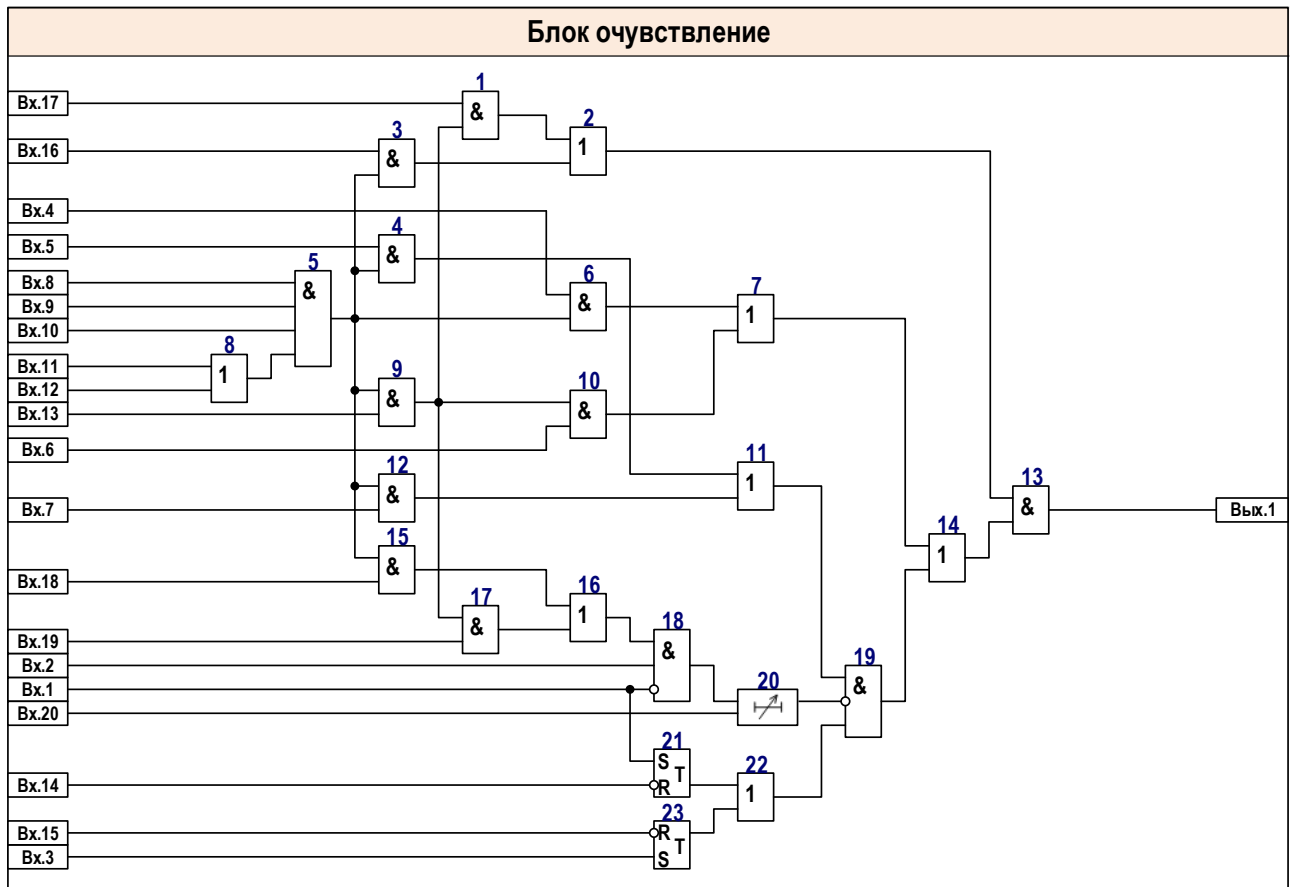 Блок очувствление
1
Вх.17
&
2
3
1
Вх.16
&
Вх.4
4
Вх.5
&
5
6
7
Вх.8
&
&
Вх.9
1
Вх.10
8
Вх.11
9
10
1
Вх.12
&
&
Вх.13
Вх.6
11
12
1
13
&
Вх.7
&
Вых.1
14
15
1
&
Вх.18
16
17
1
18
&
Вх.19
&
19
Вх.2
&
20
Вх.1
Вх.20
21
22
S
T
Вх.14
R
1
23
Вх.15
R
T
Вх.3
S